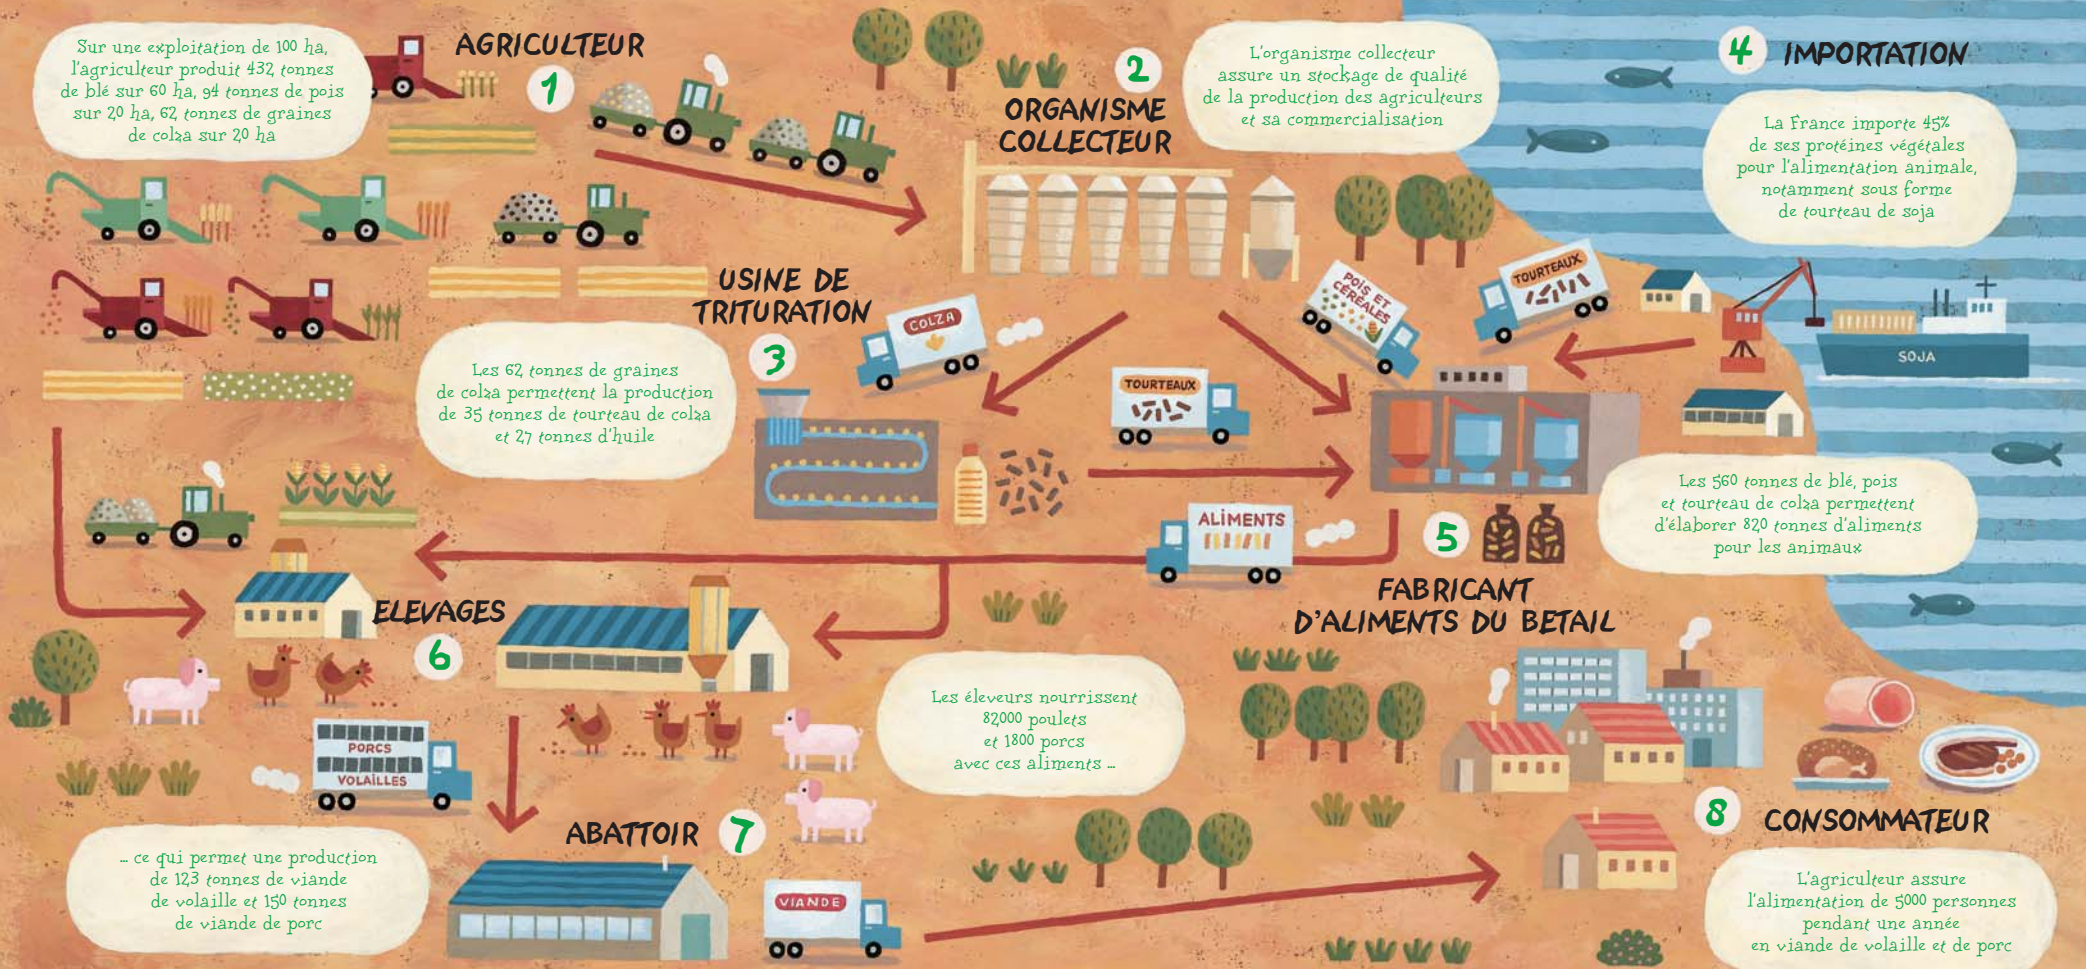 Sur une exploitation de 100 ha,
l'agriculteur produit 432 tonnes
de blé sur 60 ha, 94 tonnes de pois
sur 20 ha, 62 tonnes de graines
de colza sur 20 ha
AGRICULTEUR
1
2
ORGANISME
COLLECTEUR
L'organisme collecteur
assure un stockage de qualité
de la production des agriculteurs
et sa commercialisation
4 IMPORTATION
La France importe 45%
de ses protéines végétales
pour l'alimentation animale,
notamment sous forme
de tourteau de soja
USINE DE
TRITURATION
3
Les 62 tonnes de graines
de colza permettent la production
de 35 tonnes de tourteau de colza
et 27 tonnes d'huile
COLZA
POIS ET
CÉRÉALES
TOURTEAUX
SOJA
TOURTEAUX
ALIMENTS
5
FABRICANT
D'ALIMENTS DU BETAIL
Les 560 tonnes de blé, pois
et tourteau de colza permettent
d'élaborer 820 tonnes d'aliments
pour les animaux
ELEVAGES
6
Les éleveurs nourrissent
82000 poulets
et 1800 porcs
avec ces aliments ...
PORCS
VOLAILLES
ABATTOIR 7
... ce qui permet une production
de 123 tonnes de viande
de volaille et 150 tonnes
de viande de porc
VIANDE
8 CONSOMMATEUR
L'agriculteur assure
l'alimentation de 5000 personnes
pendant une année
en viande de volaille et de porc